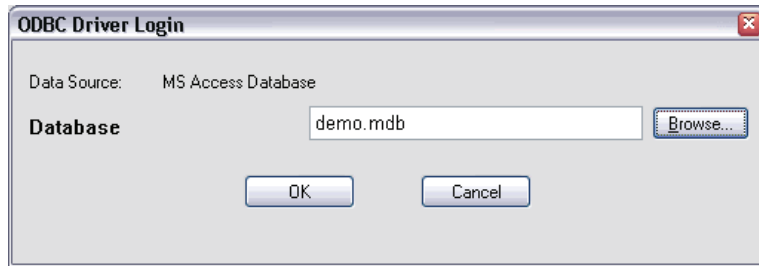 ODBC Driver Login
Data Source: MS Access Database
Database demo.mdb Browse...
OK Cancel